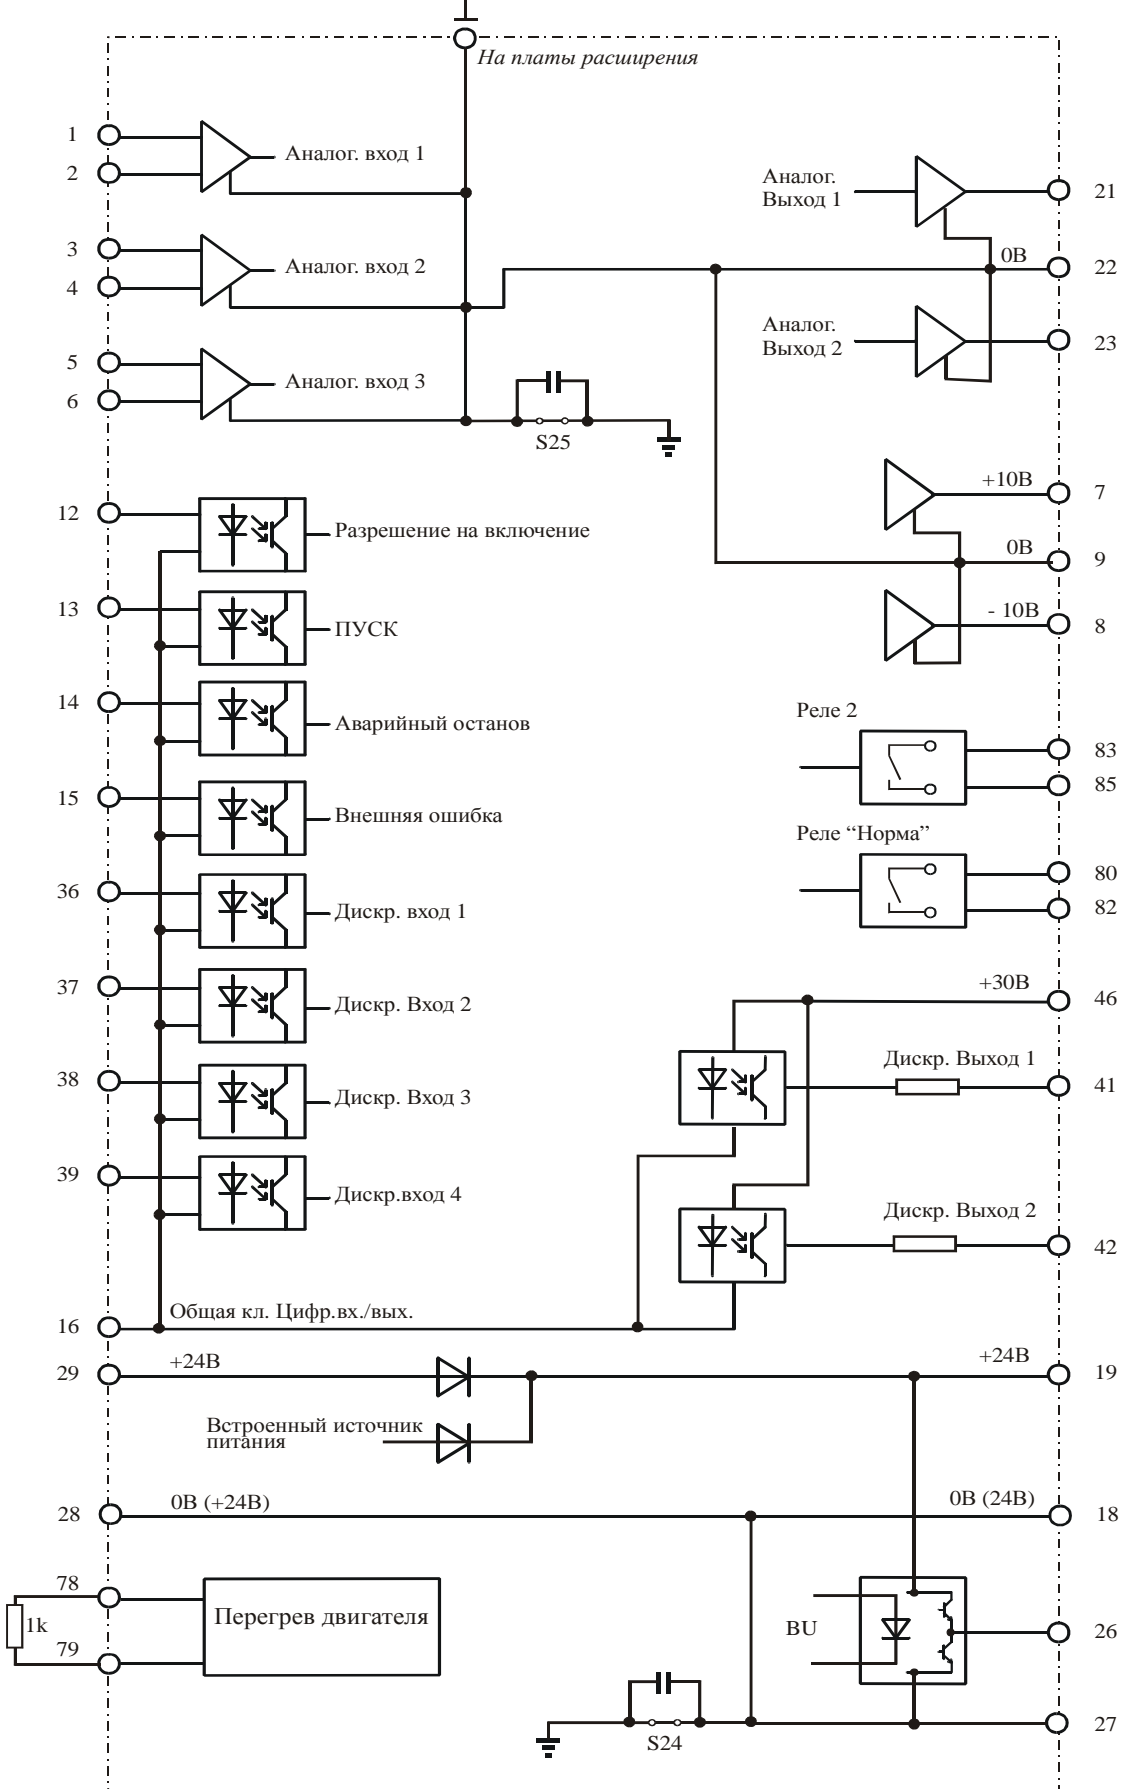 На платы расширения
1
2
Аналог. вход 1
3
4
Аналог. вход 2
5
6
Аналог. вход 3
S25
Аналог.
Выход 1
21
0В
22
Аналог.
Выход 2
23
+10В
7
0В
9
- 10В
8
12
Разрешение на включение
13
ПУСК
14
Аварийный останов
15
Внешняя ошибка
36
Дискр. вход 1
37
Дискр. Вход 2
38
Дискр. Вход 3
39
Дискр.вход 4
16
Общая кл. Цифр.вх./вых.
Реле 2
83
85
Реле “Норма”
80
82
+30В
46
Дискр. Выход 1
41
Дискр. Выход 2
42
29
+24В
+24В
19
Встроенный источник
питания
28
0В (+24В)
0В (24В)
18
78
1k
79
Перегрев двигателя
BU
26
S24
27